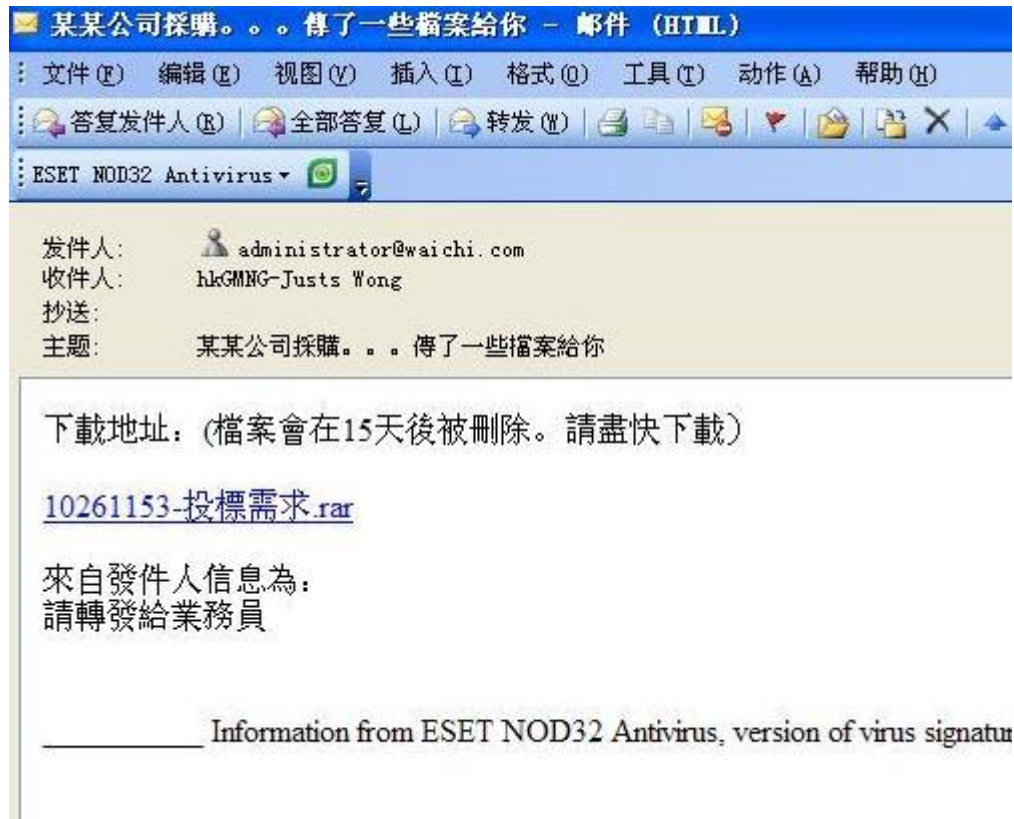 某某公司採購。。。傳了一些檔案給你 - 邮件 (HTML)
文件(F) 编辑(E) 视图(V) 插入(I) 格式(O) 工具(T) 动作(A) 帮助(H)
答复发件人(R) 全部答复(L) 转发(W)
ESET NOD32 Antivirus
发件人: administrator@waichi.com
收件人: hkGMNG-Justs Wong
抄送:
主题: 某某公司採購。。。傳了一些檔案給你
下載地址：(檔案會在15天後被刪除。請盡快下載）
10261153-投標需求.rar
來自發件人信息為：
請轉發給業務員
__________ Information from ESET NOD32 Antivirus, version of virus signatur